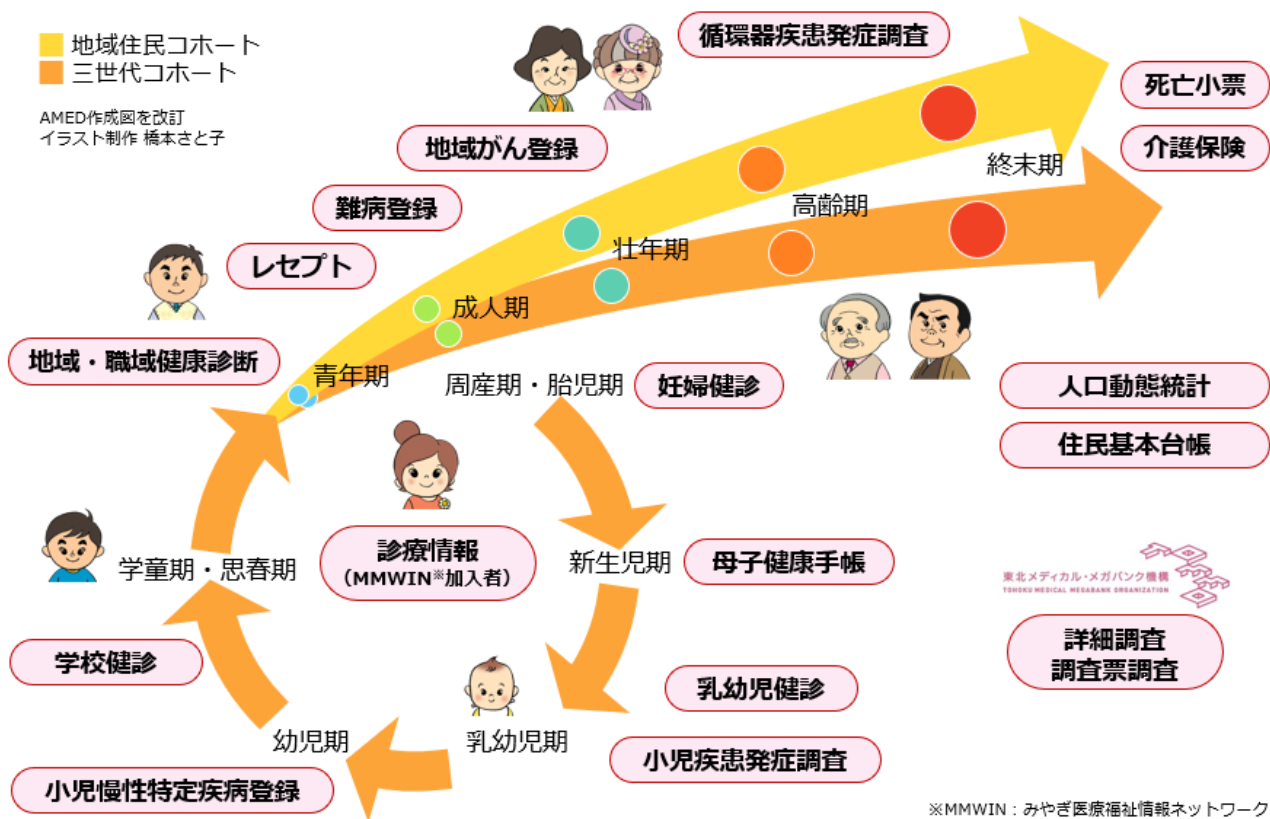 地域住民コホート
三世代コホート
AMED作成図を改訂
イラスト制作 橋本さと子
循環器疾患発症調査
死亡小票
介護保険
地域がん登録
終末期
難病登録
高齢期
レセプト
壮年期
成人期
地域・職域健康診断
青年期
周産期・胎児期
妊婦健診
人口動態統計
住民基本台帳
診療情報
（MMWIN※加入者）
学童期・思春期
新生児期
母子健康手帳
東北メディカル・メガバンク機構
TOHOKU MEDICAL MEGABANK ORGANIZATION
詳細調査
調査票調査
学校健診
乳幼児健診
幼児期
乳幼児期
小児疾患発症調査
小児慢性特定疾病登録
※MMWIN：みやぎ医療福祉情報ネットワーク